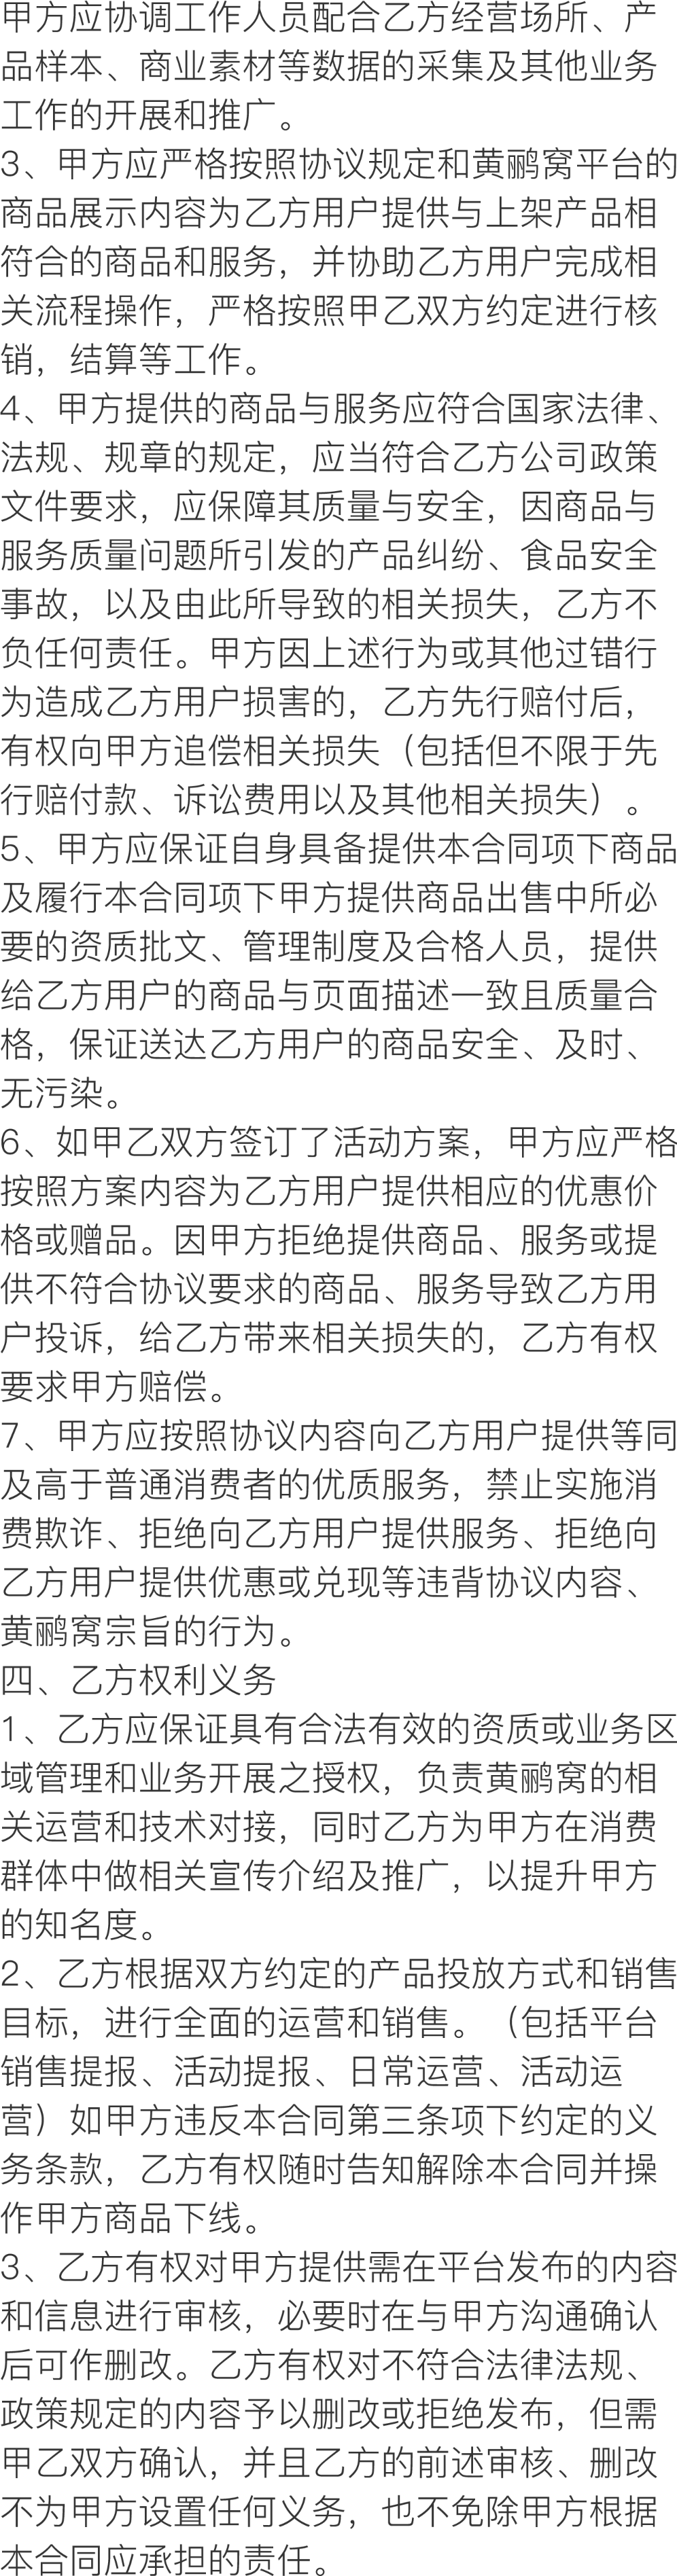 甲方应协调工作人员配合乙方经营场所、产
品样本、商业素材等数据的采集及其他业务
工作的开展和推广。
3、甲方应严格按照协议规定和黄鹂窝平台的
商品展示内容为乙方用户提供与上架产品相
符合的商品和服务，并协助乙方用户完成相
关流程操作，严格按照甲乙双方约定进行核
销，结算等工作。
4、甲方提供的商品与服务应符合国家法律、
法规、规章的规定，应当符合乙方公司政策
文件要求，应保障其质量与安全，因商品与
服务质量问题所引发的产品纠纷、食品安全
事故，以及由此所导致的相关损失，乙方不
负任何责任。甲方因上述行为或其他过错行
为造成乙方用户损害的，乙方先行赔付后，
有权向甲方追偿相关损失（包括但不限于先
行赔付款、诉讼费用以及其他相关损失）。
5、甲方应保证自身具备提供本合同项下商品
及履行本合同项下甲方提供商品出售中所必
要的资质批文、管理制度及合格人员，提供
给乙方用户的商品与页面描述一致且质量合
格，保证送达乙方用户的商品安全、及时、
无污染。
6、如甲乙双方签订了活动方案，甲方应严格
按照方案内容为乙方用户提供相应的优惠价
格或赠品。因甲方拒绝提供商品、服务或提
供不符合协议要求的商品、服务导致乙方用
户投诉，给乙方带来相关损失的，乙方有权
要求甲方赔偿。
7、甲方应按照协议内容向乙方用户提供等同
及高于普通消费者的优质服务，禁止实施消
费欺诈、拒绝向乙方用户提供服务、拒绝向
乙方用户提供优惠或兑现等违背协议内容、
黄鹂窝宗旨的行为。
四、乙方权利义务
1、乙方应保证具有合法有效的资质或业务区
域管理和业务开展之授权，负责黄鹂窝的相
关运营和技术对接，同时乙方为甲方在消费
群体中做相关宣传介绍及推广，以提升甲方
的知名度。
2、乙方根据双方约定的产品投放方式和销售
目标，进行全面的运营和销售。（包括平台
销售提报、活动提报、日常运营、活动运
营）如甲方违反本合同第三条项下约定的义
务条款，乙方有权随时告知解除本合同并操
作甲方商品下线。
3、乙方有权对甲方提供需在平台发布的内容
和信息进行审核，必要时在与甲方沟通确认
后可作删改。乙方有权对不符合法律法规、
政策规定的内容予以删改或拒绝发布，但需
甲乙双方确认，并且乙方的前述审核、删改
不为甲方设置任何义务，也不免除甲方根据
本合同应承担的责任。